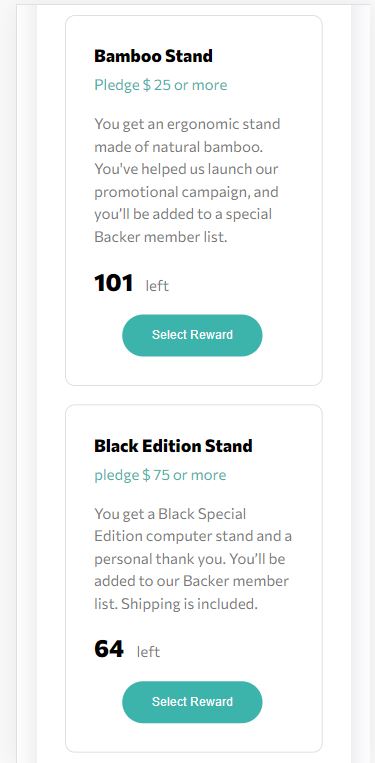 Bamboo Stand
Pledge $ 25 or more
You get an ergonomic stand
made of natural bamboo.
You've helped us launch our
promotional campaign, and
you’ll be added to a special
Backer member list.
101 left
Select Reward
Black Edition Stand
pledge $ 75 or more
You get a Black Special
Edition computer stand and a
personal thank you. You’ll be
added to our Backer member
list. Shipping is included.
64 left
Select Reward